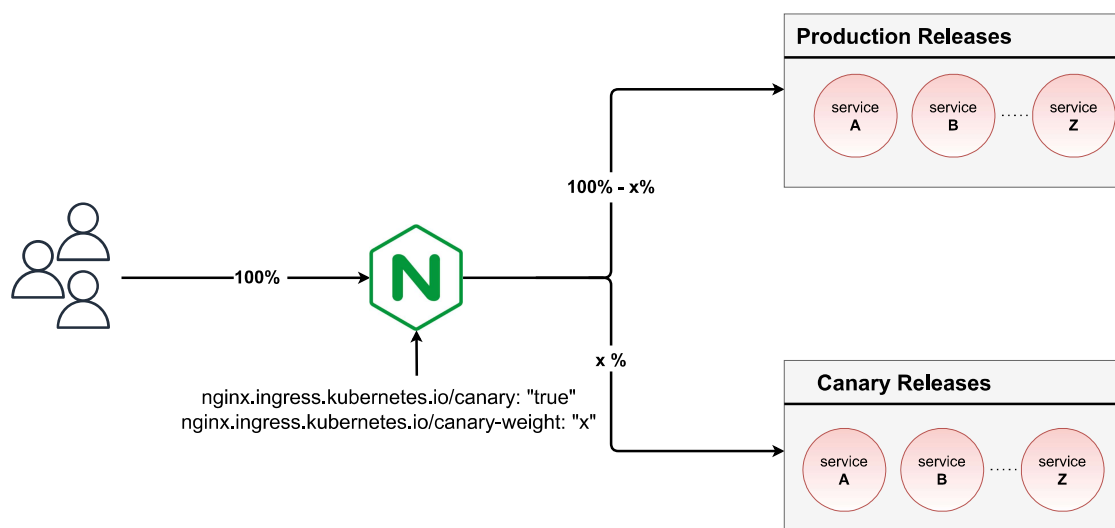 Production Releases
service
A
service
B
......
service
Z
100% - x%
100%
N
x %
nginx.ingress.kubernetes.io/canary: "true"
nginx.ingress.kubernetes.io/canary-weight: "x"
Canary Releases
service
A
service
B
......
service
Z